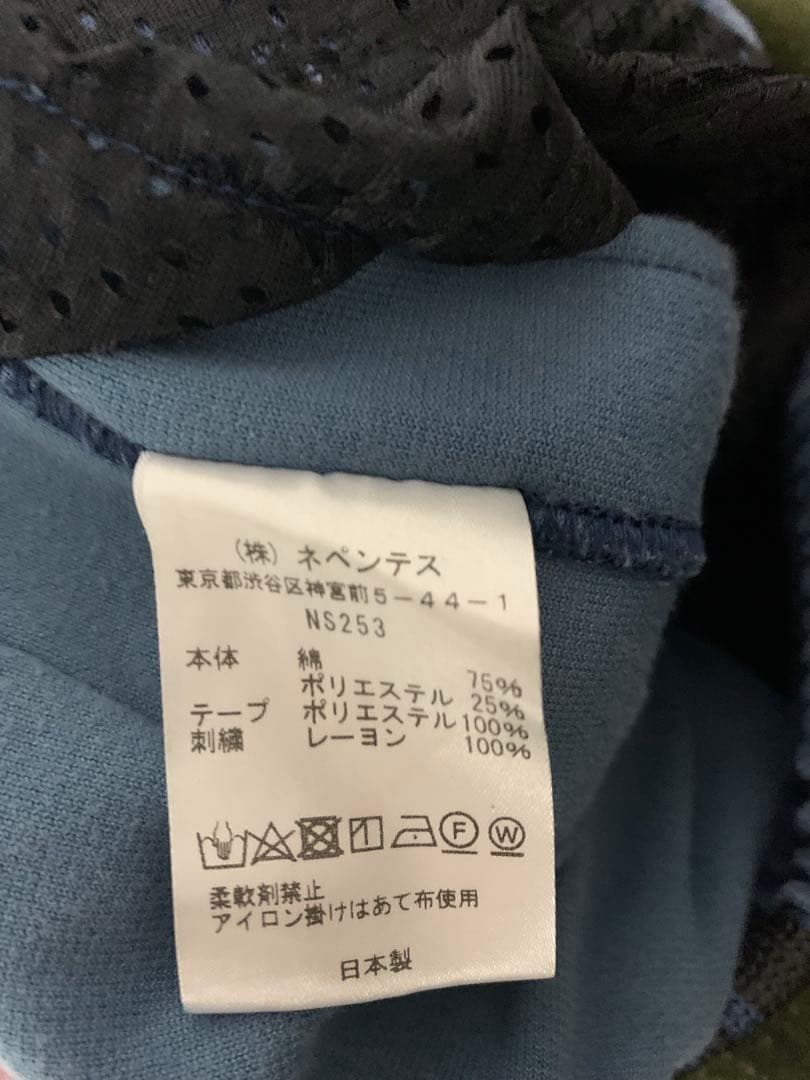 （株）ネペンテス
東京都渋谷区神宮前5-44-1
NS253
本体 綿 75%
ポリエステル 25%
テープ ポリエステル 100%
刺繍 レーヨン 100%
F W
柔軟剤禁止
アイロン掛けはあて布使用
日本製